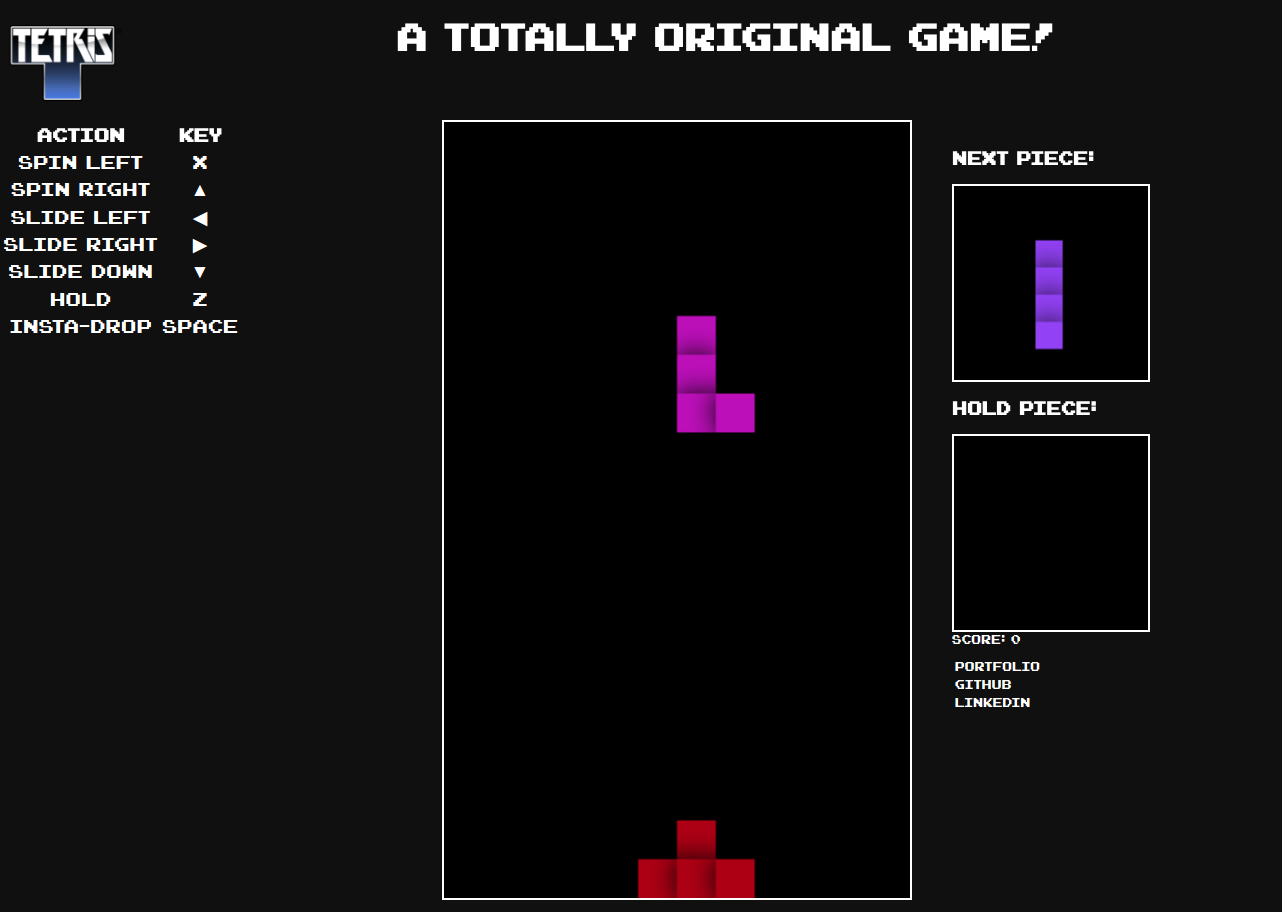 TETRIS
A TOTALLY ORIGINAL GAME!
ACTION KEY
SPIN LEFT X
SPIN RIGHT ▲
SLIDE LEFT ◀
SLIDE RIGHT ▶
SLIDE DOWN ▼
HOLD Z
INSTA-DROP SPACE
NEXT PIECE:
HOLD PIECE:
SCORE: 0
PORTFOLIO
GITHUB
LINKEDIN